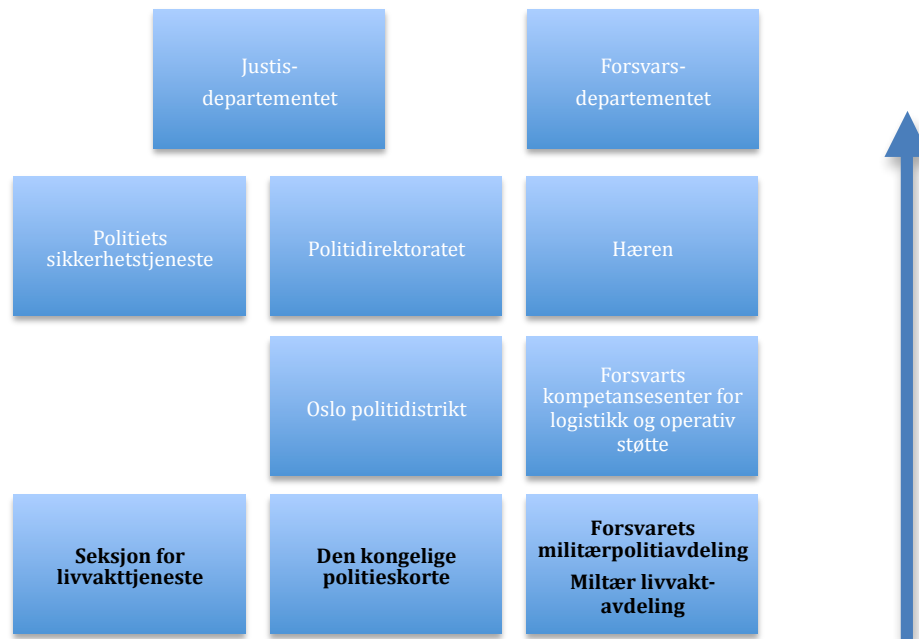 Justis-
departementet
Forsvars-
departementet
Politiets
sikkerhetstjeneste
Politidirektoratet
Hæren
Oslo politidistrikt
Forsvarts
kompetansesenter for
logistikk og operativ
støtte
Seksjon for
livvakttjeneste
Den kongelige
politieskorte
Forsvarets
militærpolitiavdeling
Miltær livvakt-
avdeling